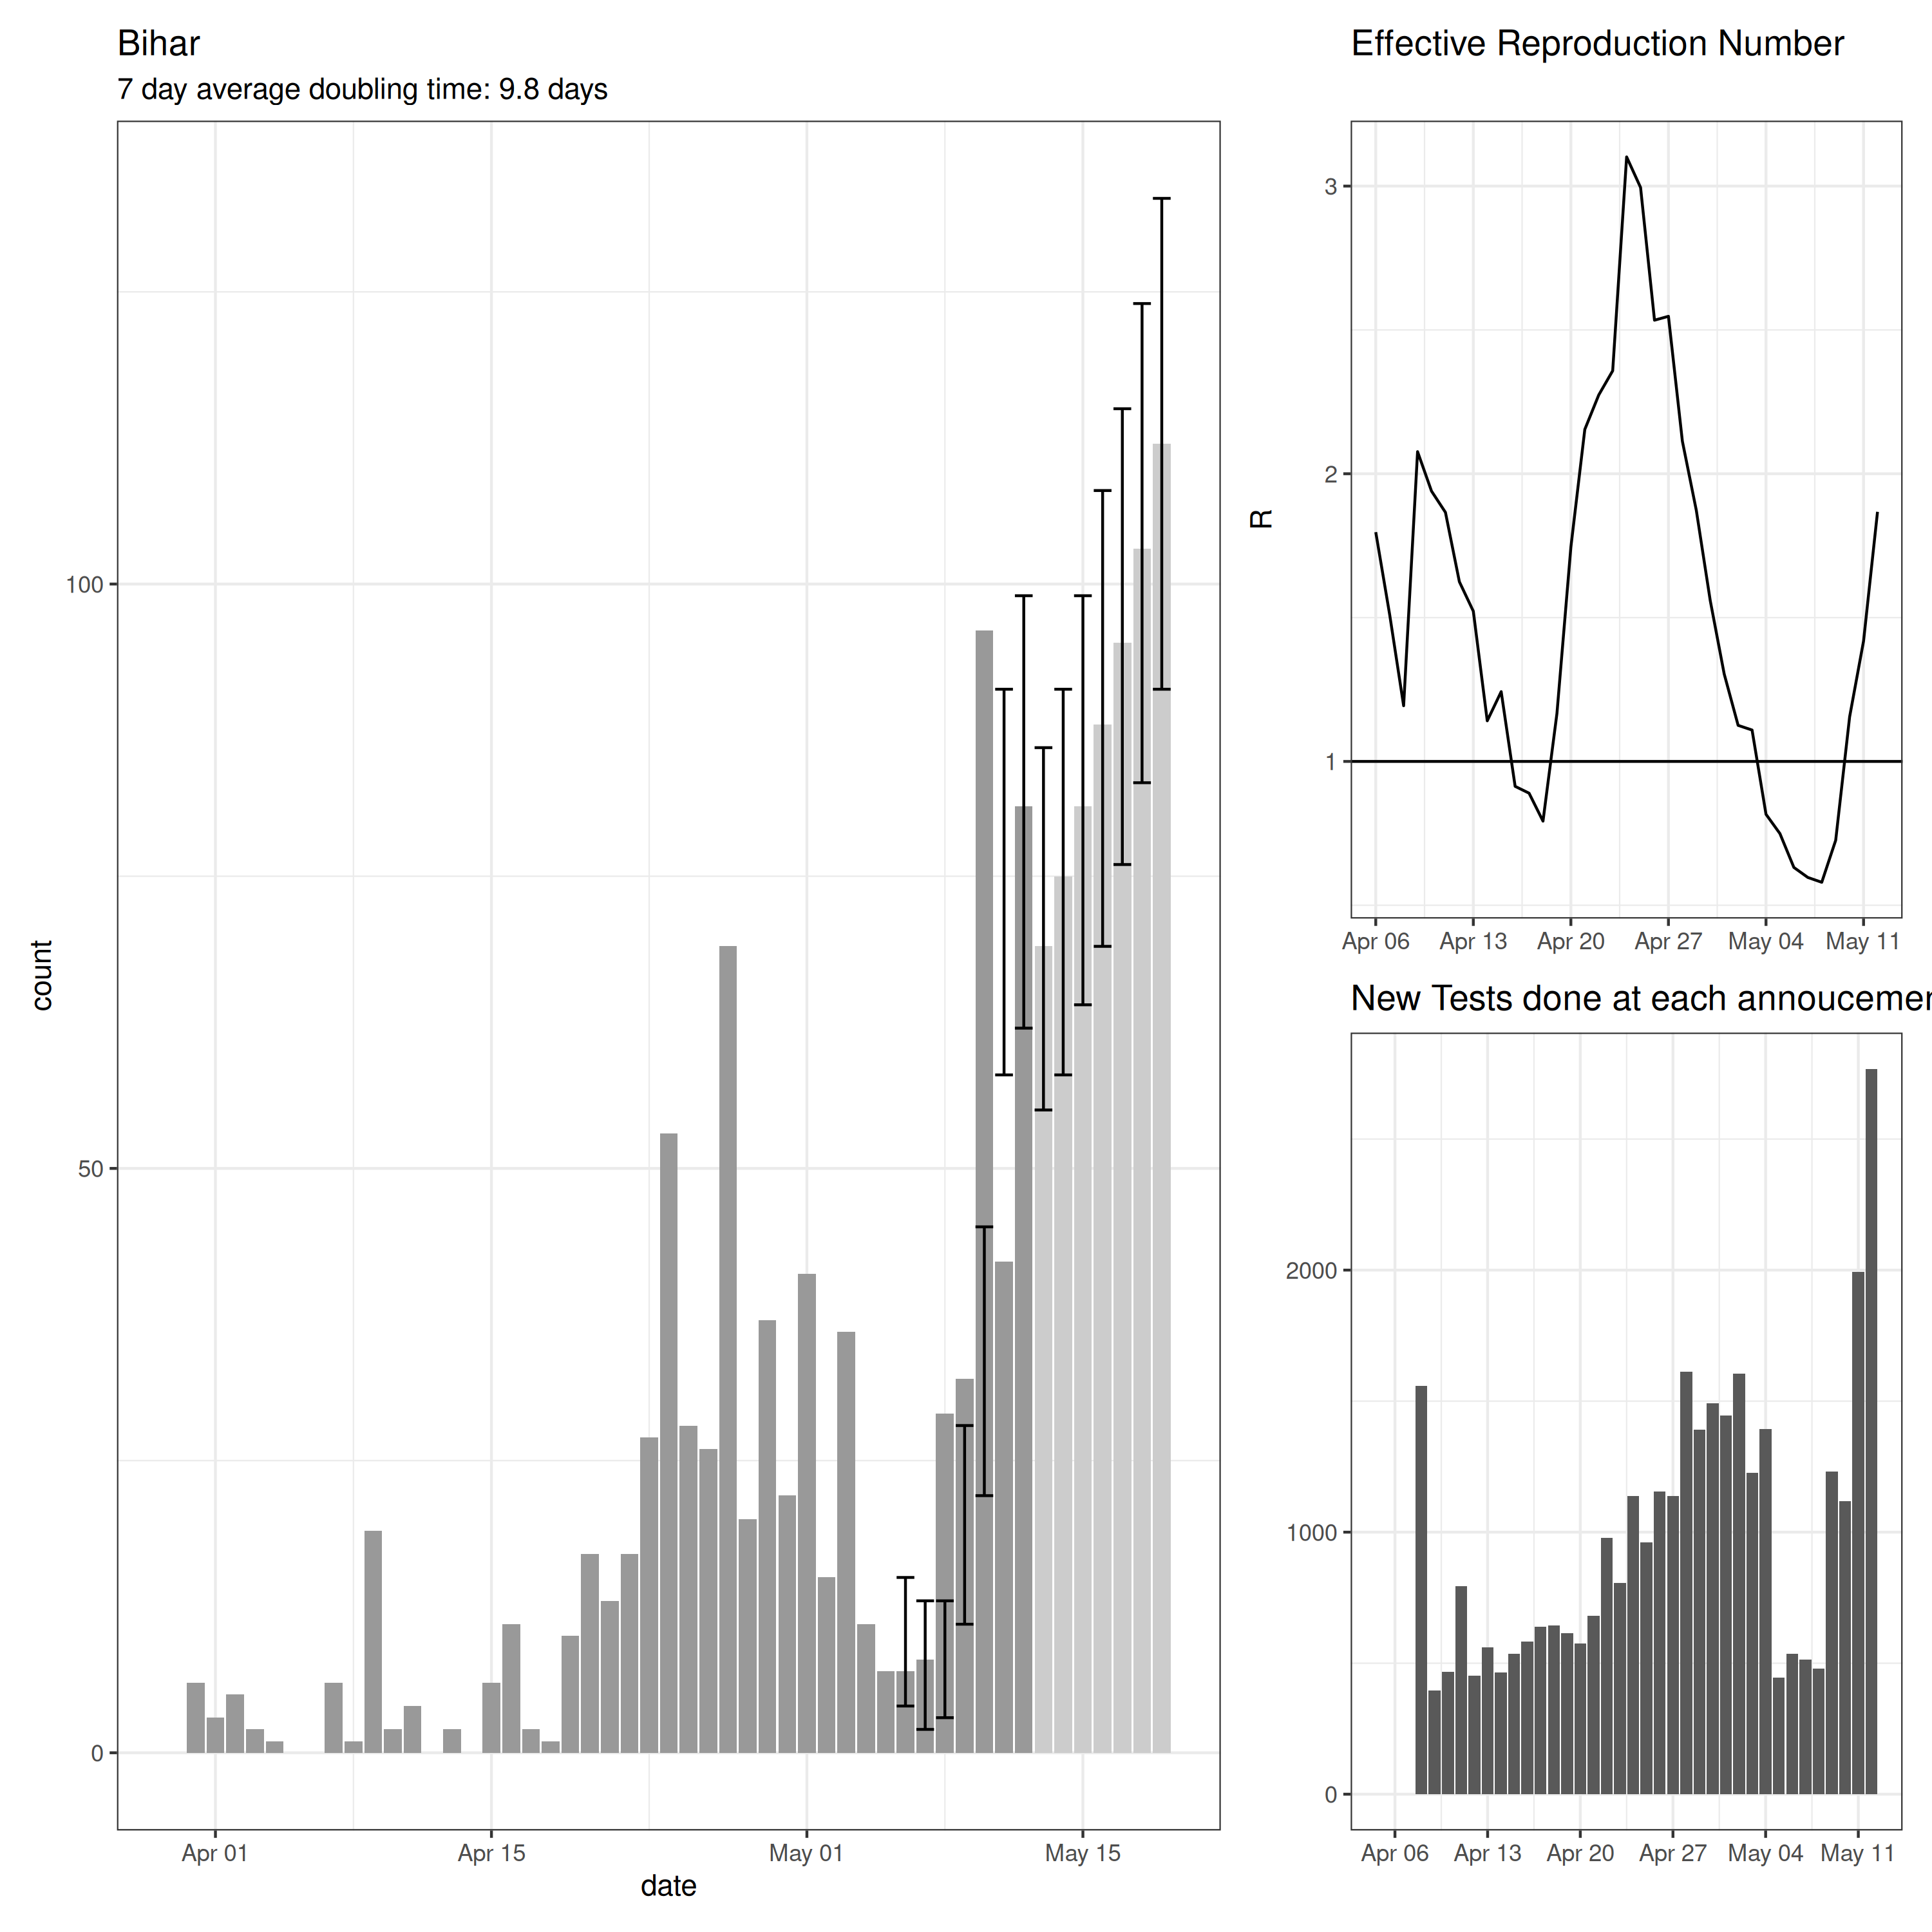 Bihar
7 day average doubling time: 9.8 days
count
100
50
0
Apr 01 Apr 15 May 01 May 15
date
Effective Reproduction Number
R
3
2
1
Apr 06 Apr 13 Apr 20 Apr 27 May 04 May 11
New Tests done at each annoucemen
2000
1000
0
Apr 06 Apr 13 Apr 20 Apr 27 May 04 May 11